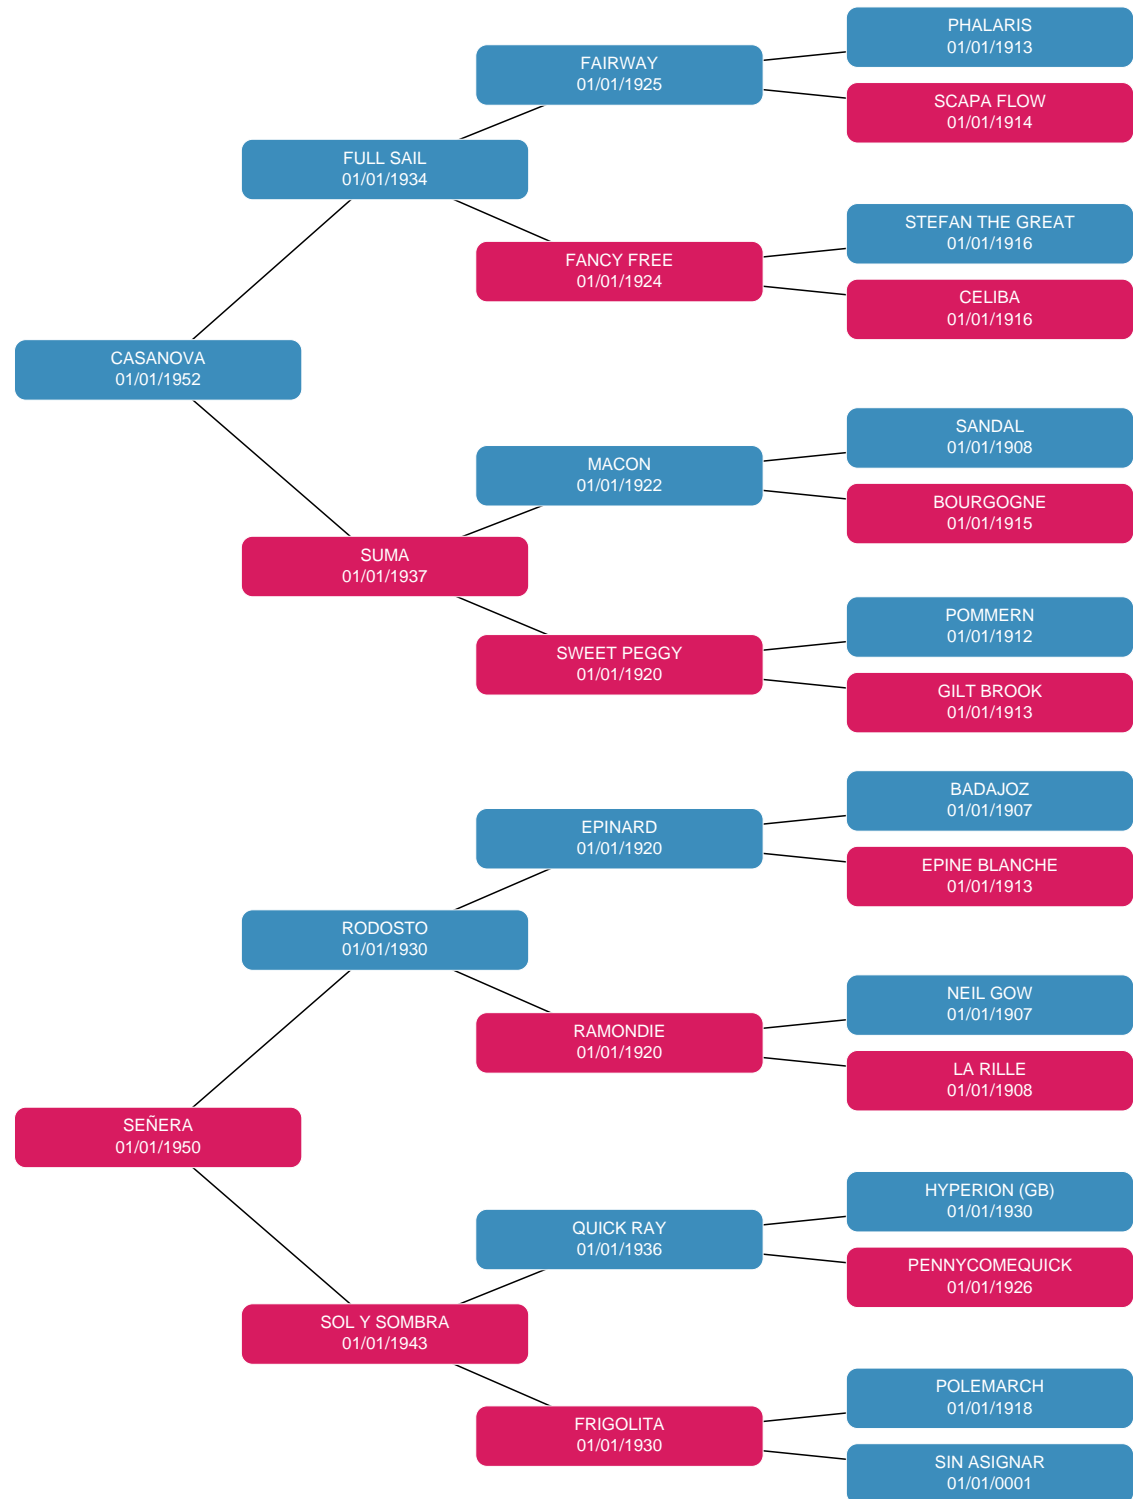 PHALARIS
01/01/1913
FAIRWAY
01/01/1925
SCAPA FLOW
01/01/1914
FULL SAIL
01/01/1934
STEFAN THE GREAT
01/01/1916
FANCY FREE
01/01/1924
CELIBA
01/01/1916
CASANOVA
01/01/1952
SANDAL
01/01/1908
MACON
01/01/1922
BOURGOGNE
01/01/1915
SUMA
01/01/1937
POMMERN
01/01/1912
SWEET PEGGY
01/01/1920
GILT BROOK
01/01/1913
BADAJOZ
01/01/1907
EPINARD
01/01/1920
EPINE BLANCHE
01/01/1913
RODOSTO
01/01/1930
NEIL GOW
01/01/1907
RAMONDIE
01/01/1920
LA RILLE
01/01/1908
SEÑERA
01/01/1950
HYPERION (GB)
01/01/1930
QUICK RAY
01/01/1936
PENNYCOMEQUICK
01/01/1926
SOL Y SOMBRA
01/01/1943
POLEMARCH
01/01/1918
FRIGOLITA
01/01/1930
SIN ASIGNAR
01/01/0001